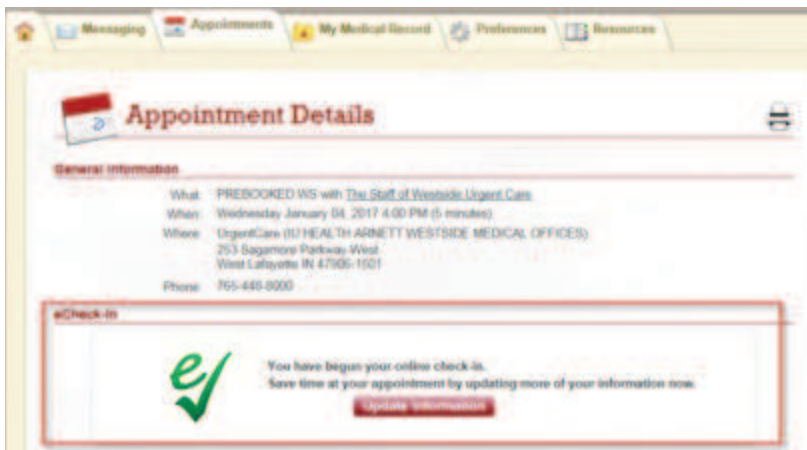 Messaging
Appointments
My Medical Record
Preferences
Resources
Appointment Details
General Information
What PREBOOKED WS with The Staff of Westside Urgent Care
When Wednesday January 04, 2017 4:00 PM (5 minutes)
Where UrgentCare (IU HEALTH ARNETT WESTSIDE MEDICAL OFFICES)
253 Sagamore Parkway West
West Lafayette IN 47906-1501
Phone 765-448-8000
eCheck-In
You have begun your online check-in.
Save time at your appointment by updating more of your information now.
Update Information